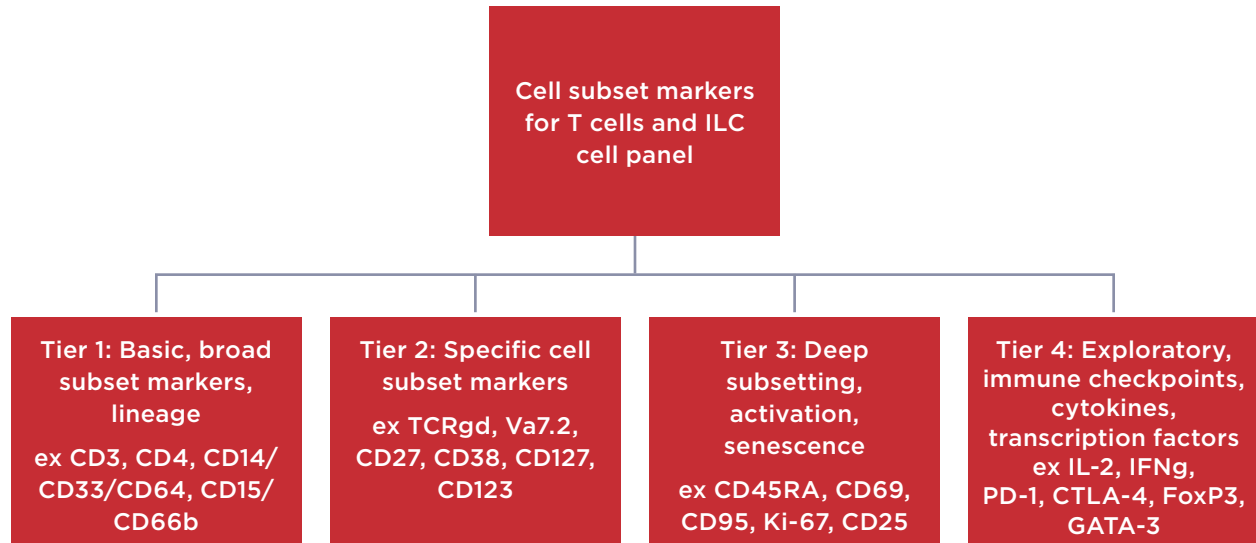 Cell subset markers
for T cells and ILC
cell panel
Tier 1: Basic, broad
subset markers,
lineage
ex CD3, CD4, CD14/
CD33/CD64, CD15/
CD66b
Tier 2: Specific cell
subset markers
ex TCRgd, Va7.2,
CD27, CD38, CD127,
CD123
Tier 3: Deep
subsetting,
activation,
senescence
ex CD45RA, CD69,
CD95, Ki-67, CD25
Tier 4: Exploratory,
immune checkpoints,
cytokines,
transcription factors
ex IL-2, IFNg,
PD-1, CTLA-4, FoxP3,
GATA-3